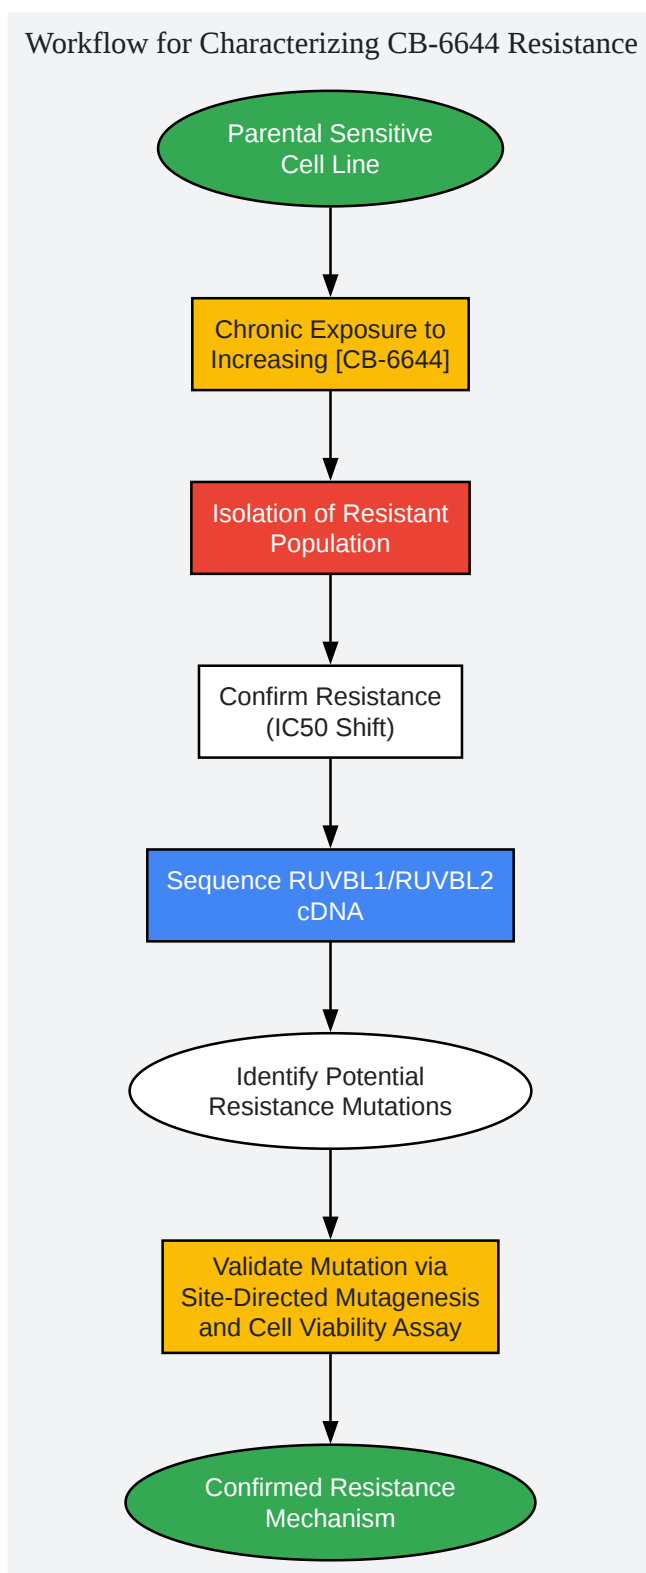 Workflow for Characterizing CB-6644 Resistance
Parental Sensitive
Cell Line
Chronic Exposure to
Increasing [CB-6644]
Isolation of Resistant
Population
Confirm Resistance
(IC50 Shift)
Sequence RUVBL1/RUVBL2
cDNA
Identify Potential
Resistance Mutations
Validate Mutation via
Site-Directed Mutagenesis
and Cell Viability Assay
Confirmed Resistance
Mechanism